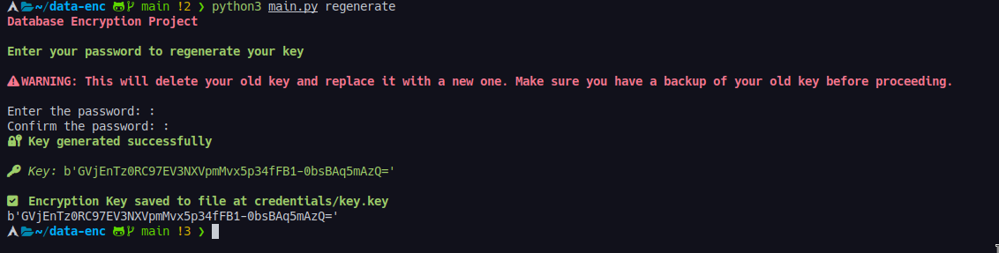 ~/data-enc main !2 ❯ python3 main.py regenerate
Database Encryption Project
Enter your password to regenerate your key
WARNING: This will delete your old key and replace it with a new one. Make sure you have a backup of your old key before proceeding.
Enter the password: :
Confirm the password: :
Key generated successfully
Key: b'GVjEnTz0RC97EV3NXVpmMvx5p34fFB1-0bsBAq5mAzQ='
Encryption Key saved to file at credentials/key.key
b'GVjEnTz0RC97EV3NXVpmMvx5p34fFB1-0bsBAq5mAzQ='
~/data-enc main !3 ❯